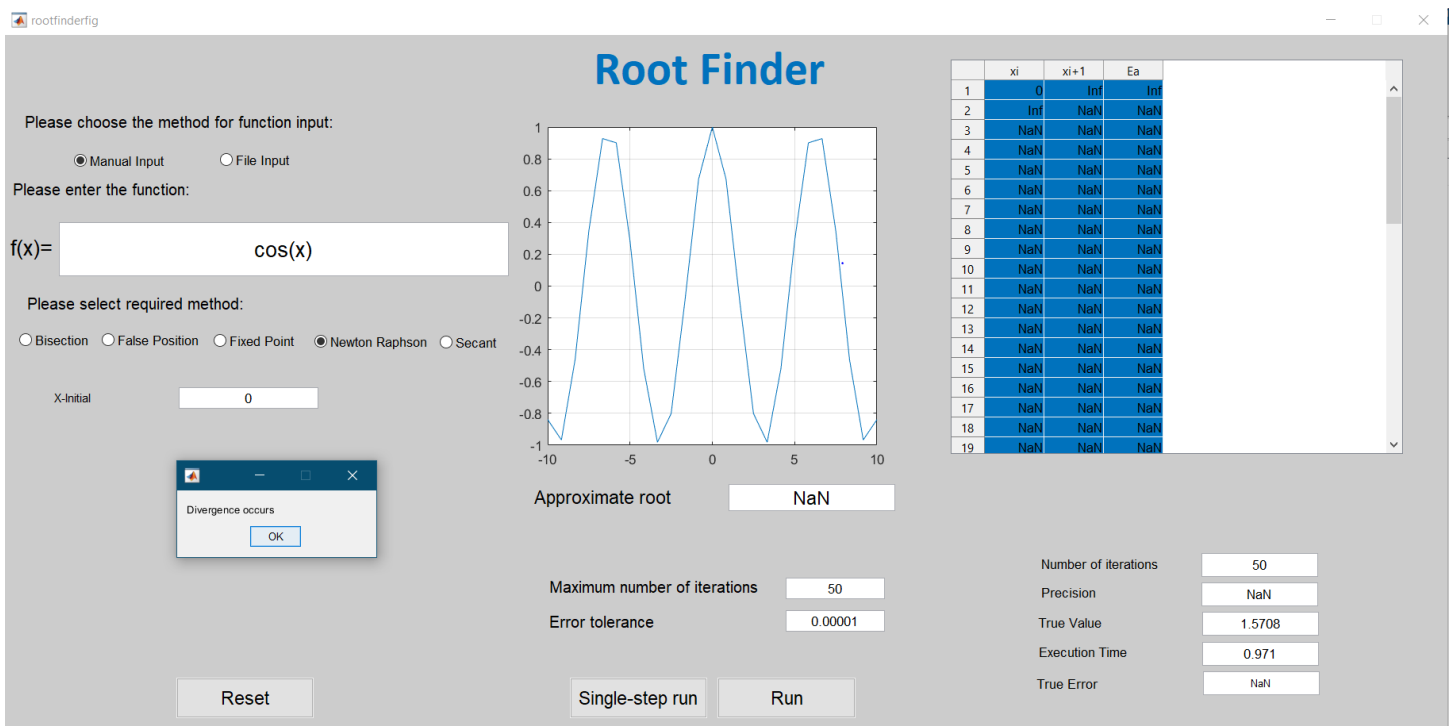 rootfinderfig
Root Finder
Please choose the method for function input:
Manual Input
File Input
Please enter the function:
f(x)=
cos(x)
Please select required method:
Bisection
False Position
Fixed Point
Newton Raphson
Secant
X-Initial
0
Divergence occurs
OK
Reset
1
0.8
0.6
0.4
0.2
0
-0.2
-0.4
-0.6
-0.8
-1
-10 -5 0 5 10
Approximate root
NaN
Maximum number of iterations
50
Error tolerance
0.00001
Single-step run
Run
xi xi+1 Ea
1 0 Inf Inf
2 Inf NaN NaN
3 NaN NaN NaN
4 NaN NaN NaN
5 NaN NaN NaN
6 NaN NaN NaN
7 NaN NaN NaN
8 NaN NaN NaN
9 NaN NaN NaN
10 NaN NaN NaN
11 NaN NaN NaN
12 NaN NaN NaN
13 NaN NaN NaN
14 NaN NaN NaN
15 NaN NaN NaN
16 NaN NaN NaN
17 NaN NaN NaN
18 NaN NaN NaN
19 NaN NaN NaN
Number of iterations
50
Precision
NaN
True Value
1.5708
Execution Time
0.971
True Error
NaN